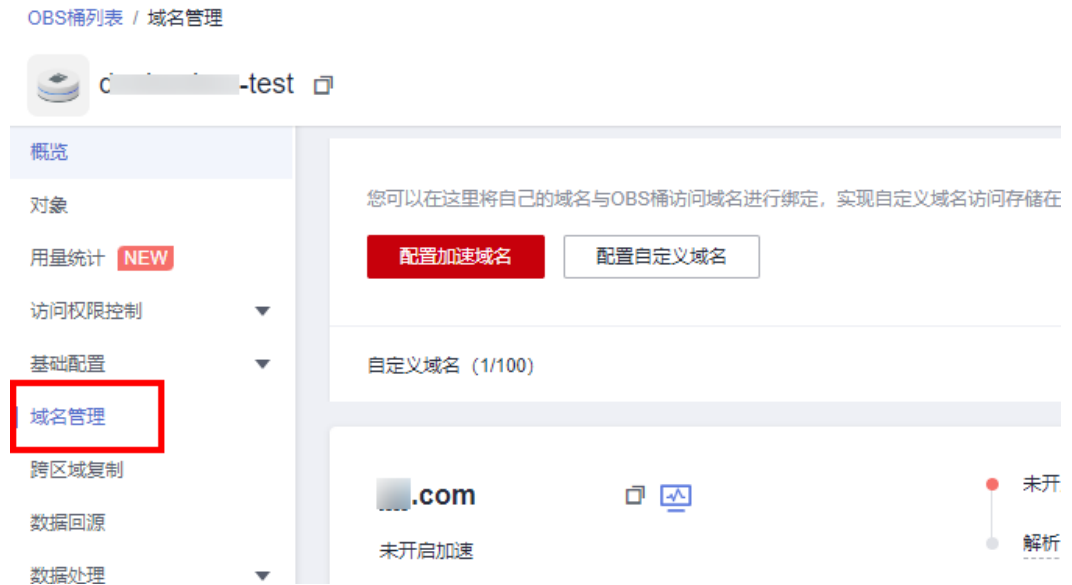 OBS桶列表 / 域名管理
-test
概览
对象
用量统计 NEW
访问权限控制
基础配置
域名管理
跨区域复制
数据回源
数据处理
您可以在这里将自己的域名与OBS桶访问域名进行绑定，实现自定义域名访问存储在
配置加速域名 配置自定义域名
自定义域名（1/100）
.com
未开启加速
未开
解析